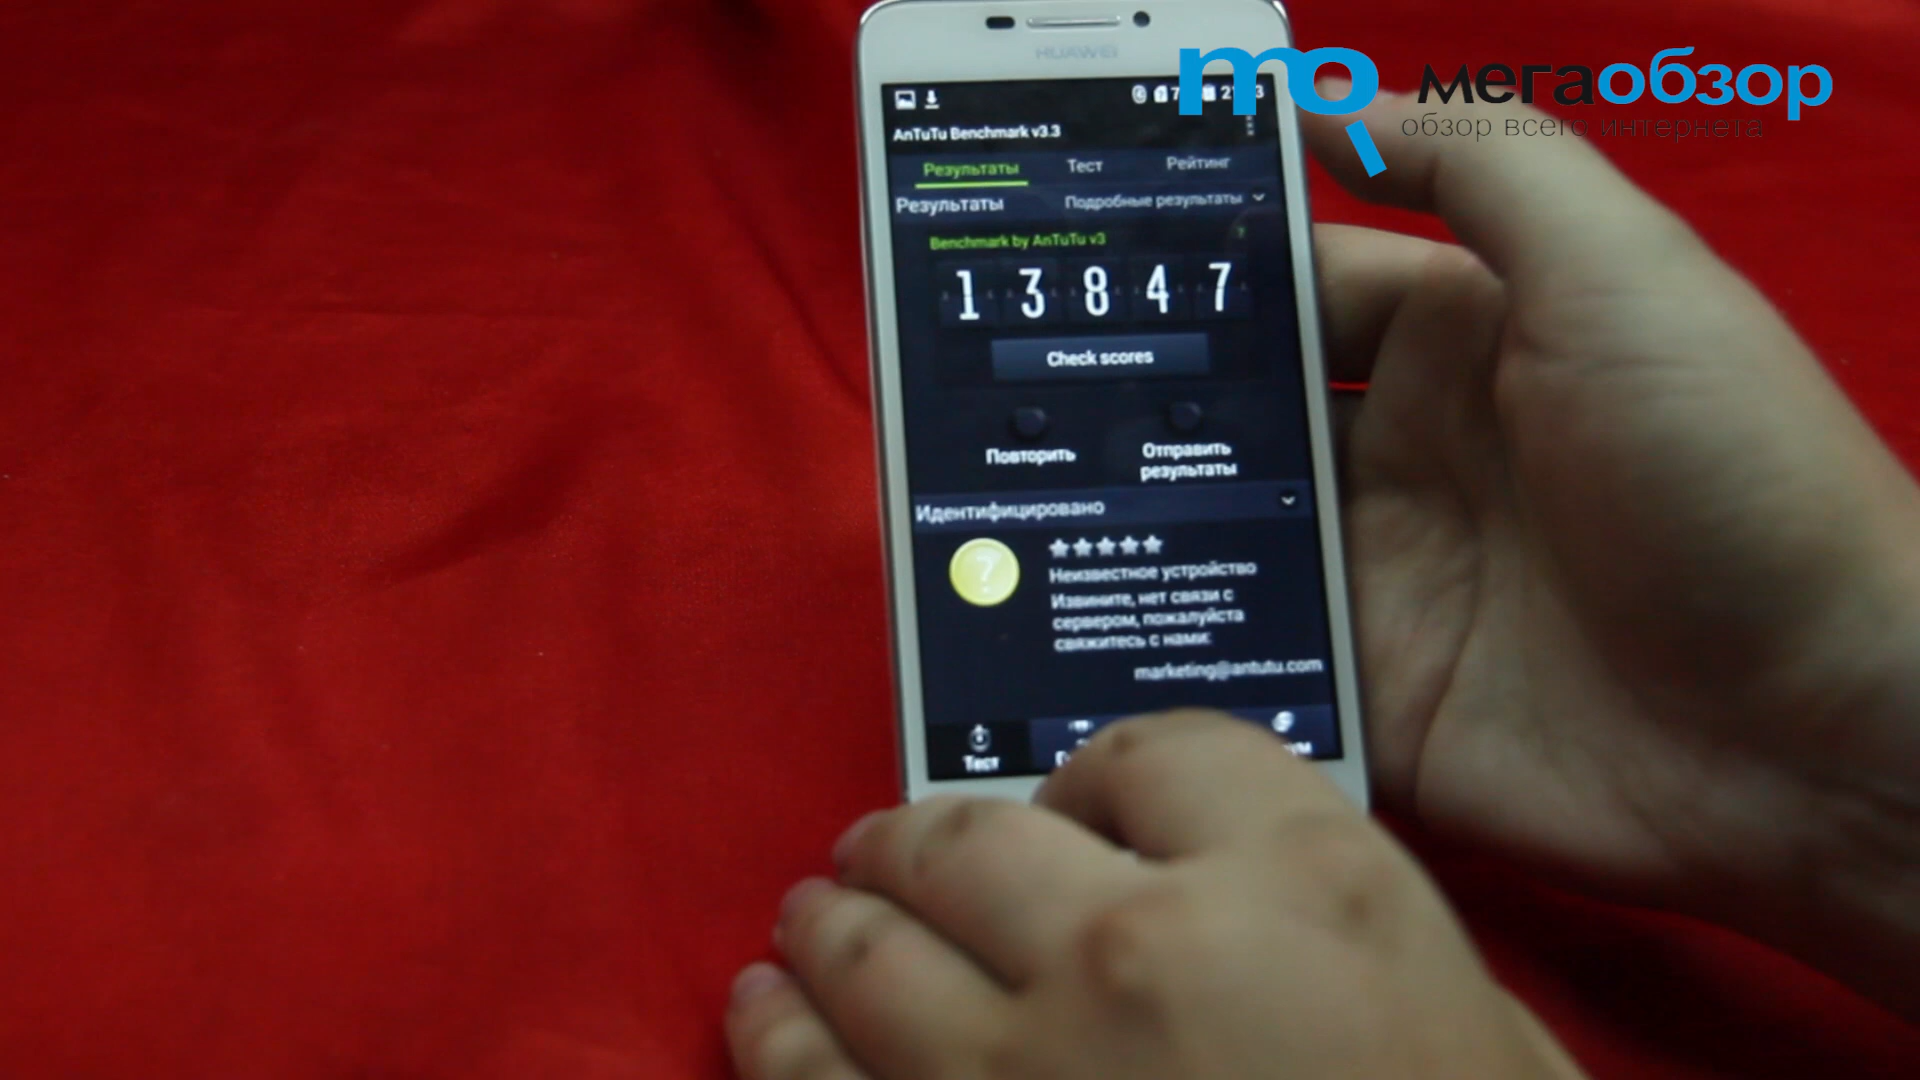 HUAWEI
мегаобзор
обзор всего интернета
AnTuTu Benchmark v3.3
Результаты Тест Рейтинг
Результаты Подробные результаты
Benchmark by AnTuTu v3
?
13847
Check scores
Повторить Отправить
результаты
Идентифицировано
?
Неизвестное устройство
Извините, нет связи с
сервером, пожалуйста
свяжитесь с нами:
marketing@antutu.com
Тест